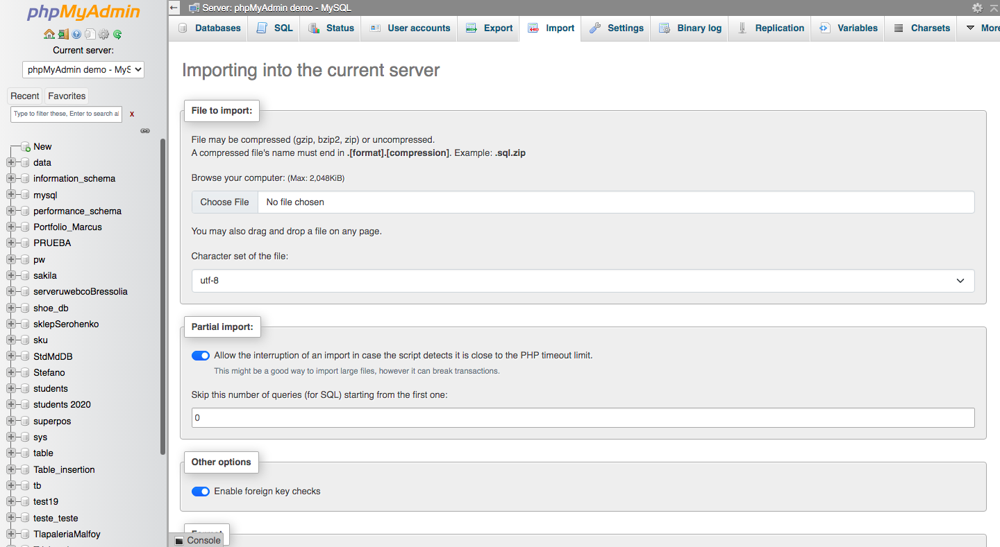 phpMyAdmin
Current server:
phpMyAdmin demo - MyS
Recent
Favorites
Type to filter these, Enter to search al
X
New
data
information_schema
mysql
performance_schema
Portfolio_Marcus
PRUEBA
pw
sakila
serveruwebcoBressolia
shoe_db
sklepSerohenko
sku
StdMdDB
Stefano
students
students 2020
superpos
sys
table
Table_insertion
tb
test19
teste_teste
TlapaleriaMalfoy
Server: phpMyAdmin demo - MySQL
Databases
SQL
Status
User accounts
Export
Import
Settings
Binary log
Replication
Variables
Charsets
More
Importing into the current server
File to import:
File may be compressed (gzip, bzip2, zip) or uncompressed.
A compressed file's name must end in .[format].[compression]. Example: .sql.zip
Browse your computer: (Max: 2,048KiB)
Choose File
No file chosen
You may also drag and drop a file on any page.
Character set of the file:
utf-8
Partial import:
Allow the interruption of an import in case the script detects it is close to the PHP timeout limit.
This might be a good way to import large files, however it can break transactions.
Skip this number of queries (for SQL) starting from the first one:
0
Other options
Enable foreign key checks
Format
Console